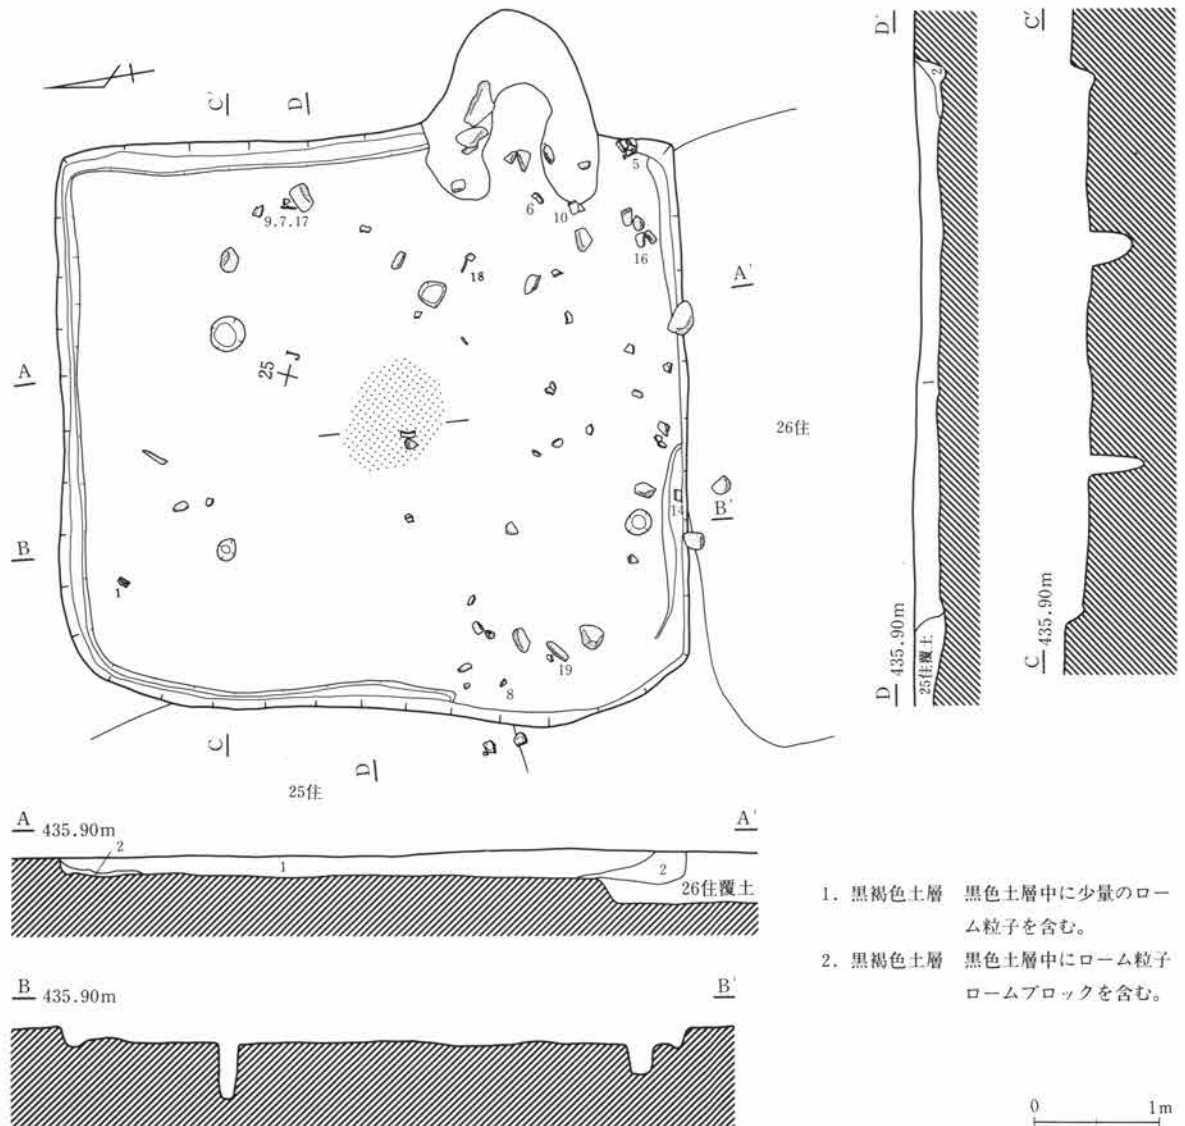 C'
D
5
6
10
9.7.17
16
18
A'
25
J
A
26住
14
B'
B
1
19
8
C
D
25住
D'
2
1
25住覆土
D 435.90m
C'
C 435.90m
A 435.90m
A'
2
1
2
26住覆土
B 435.90m
B'
1. 黒褐色土層 黒色土層中に少量のロー
ム粒子を含む。
2. 黒褐色土層 黒色土層中にローム粒子
ロームブロックを含む。
0 1m